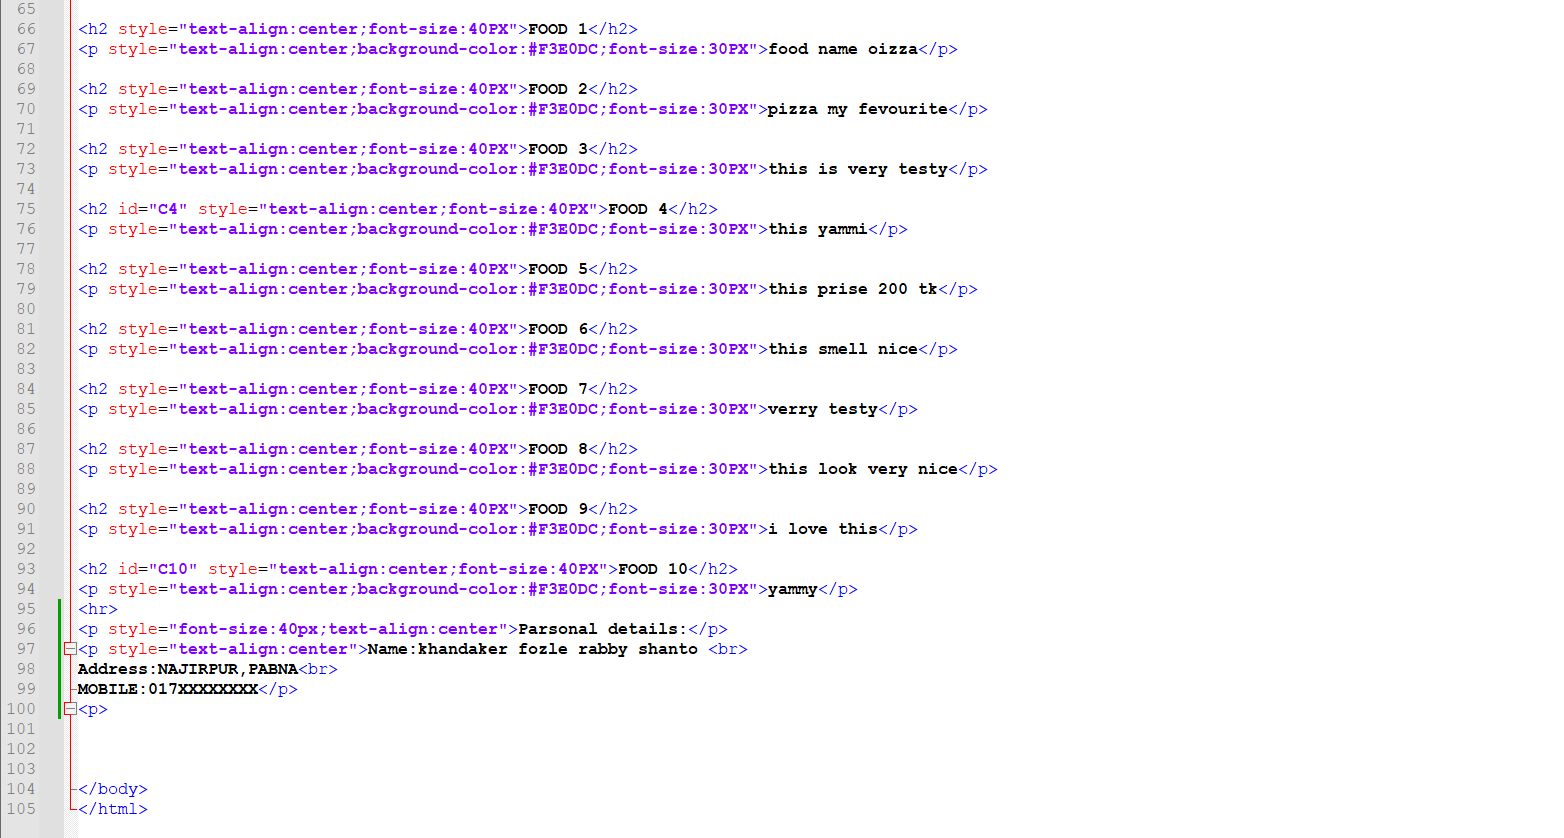 65
66 <h2 style="text-align:center;font-size:40PX">FOOD 1</h2>
67 <p style="text-align:center;background-color:#F3E0DC;font-size:30PX">food name oizza</p>
68
69 <h2 style="text-align:center;font-size:40PX">FOOD 2</h2>
70 <p style="text-align:center;background-color:#F3E0DC;font-size:30PX">pizza my fevourite</p>
71
72 <h2 style="text-align:center;font-size:40PX">FOOD 3</h2>
73 <p style="text-align:center;background-color:#F3E0DC;font-size:30PX">this is very testy</p>
74
75 <h2 id="C4" style="text-align:center;font-size:40PX">FOOD 4</h2>
76 <p style="text-align:center;background-color:#F3E0DC;font-size:30PX">this yammi</p>
77
78 <h2 style="text-align:center;font-size:40PX">FOOD 5</h2>
79 <p style="text-align:center;background-color:#F3E0DC;font-size:30PX">this prise 200 tk</p>
80
81 <h2 style="text-align:center;font-size:40PX">FOOD 6</h2>
82 <p style="text-align:center;background-color:#F3E0DC;font-size:30PX">this smell nice</p>
83
84 <h2 style="text-align:center;font-size:40PX">FOOD 7</h2>
85 <p style="text-align:center;background-color:#F3E0DC;font-size:30PX">verry testy</p>
86
87 <h2 style="text-align:center;font-size:40PX">FOOD 8</h2>
88 <p style="text-align:center;background-color:#F3E0DC;font-size:30PX">this look very nice</p>
89
90 <h2 style="text-align:center;font-size:40PX">FOOD 9</h2>
91 <p style="text-align:center;background-color:#F3E0DC;font-size:30PX">i love this</p>
92
93 <h2 id="C10" style="text-align:center;font-size:40PX">FOOD 10</h2>
94 <p style="text-align:center;background-color:#F3E0DC;font-size:30PX">yammy</p>
95 <hr>
96 <p style="font-size:40px;text-align:center">Parsonal details:</p>
97 <p style="text-align:center">Name:khandaker fozle rabby shanto <br>
98 Address:NAJIRPUR,PABNA<br>
99 MOBILE:017XXXXXXXX</p>
100 <p>
101
102
103
104 </body>
105 </html>